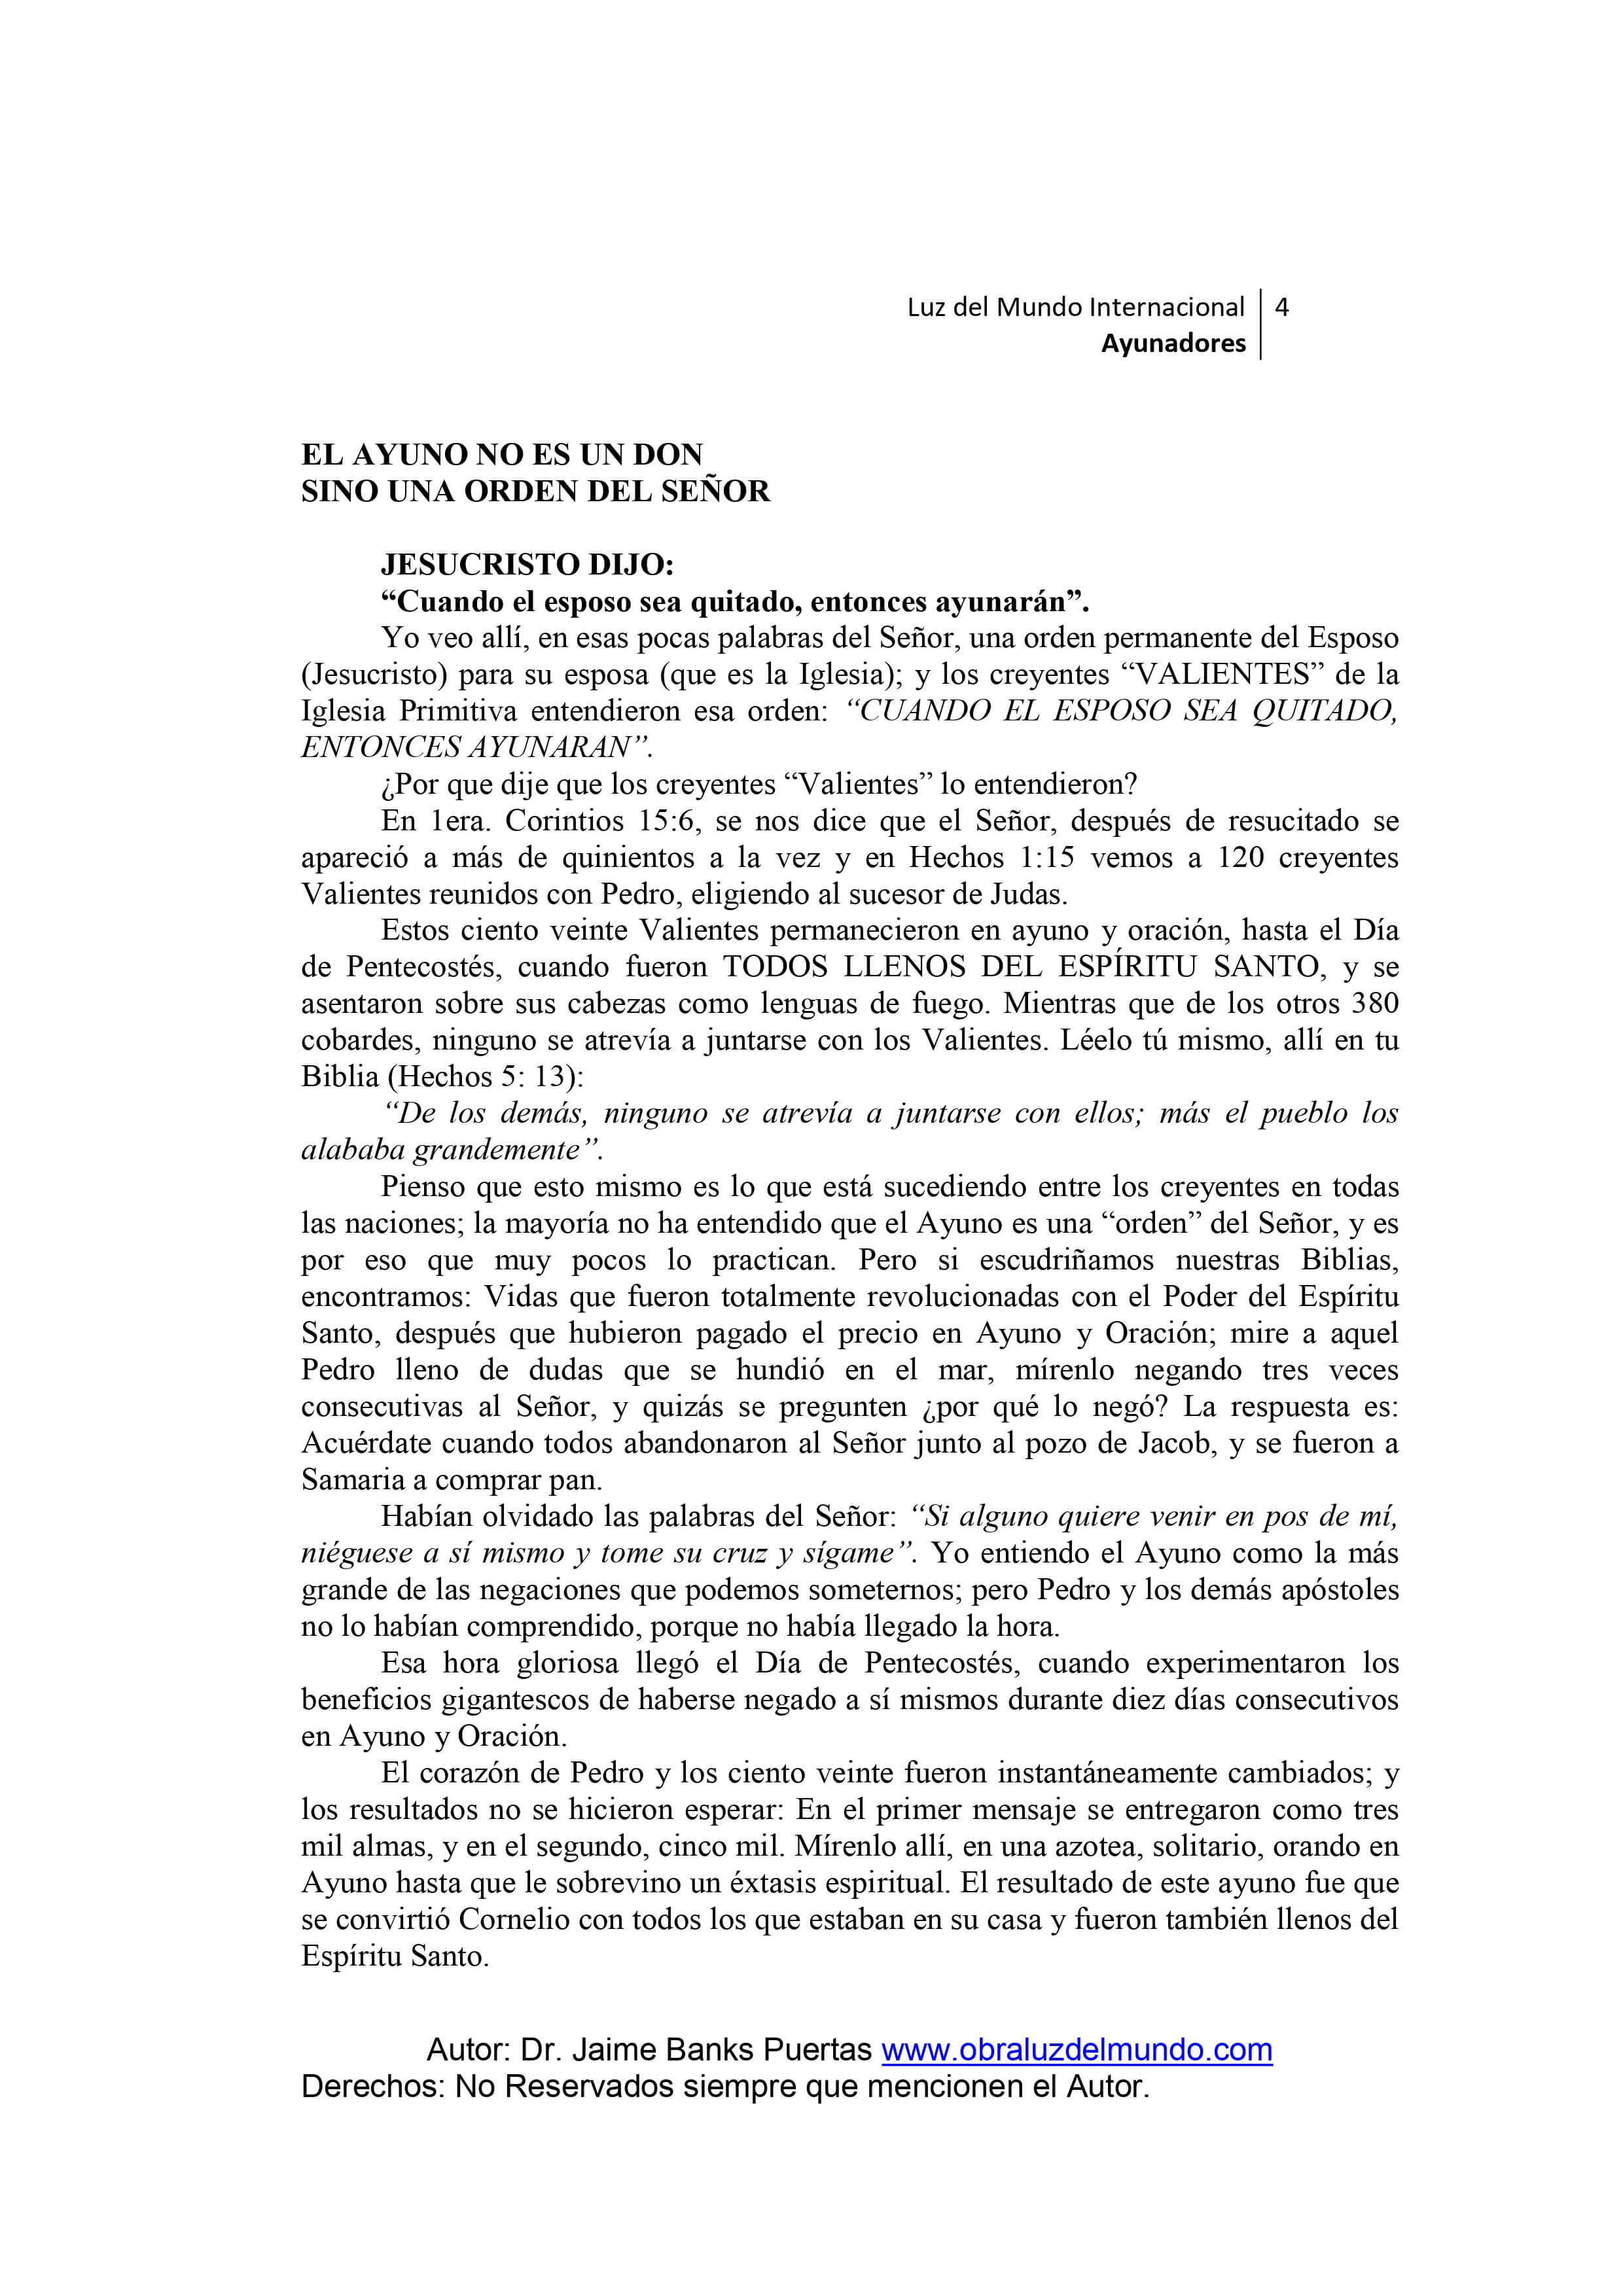 Luz del Mundo Internacional 4
Ayunadores
EL AYUNO NO ES UN DON
SINO UNA ORDEN DEL SEÑOR
JESUCRISTO DIJO:
“Cuando el esposo sea quitado, entonces ayunarán”.
Yo veo allí, en esas pocas palabras del Señor, una orden permanente del Esposo
(Jesucristo) para su esposa (que es la Iglesia); y los creyentes “VALIENTES” de la
Iglesia Primitiva entendieron esa orden: “CUANDO EL ESPOSO SEA QUITADO,
ENTONCES AYUNARAN”.
¿Por que dije que los creyentes “Valientes” lo entendieron?
En 1era. Corintios 15:6, se nos dice que el Señor, después de resucitado se
apareció a más de quinientos a la vez y en Hechos 1:15 vemos a 120 creyentes
Valientes reunidos con Pedro, eligiendo al sucesor de Judas.
Estos ciento veinte Valientes permanecieron en ayuno y oración, hasta el Día
de Pentecostés, cuando fueron TODOS LLENOS DEL ESPÍRITU SANTO, y se
asentaron sobre sus cabezas como lenguas de fuego. Mientras que de los otros 380
cobardes, ninguno se atrevía a juntarse con los Valientes. Léelo tú mismo, allí en tu
Biblia (Hechos 5: 13):
“De los demás, ninguno se atrevía a juntarse con ellos; más el pueblo los
alababa grandemente”.
Pienso que esto mismo es lo que está sucediendo entre los creyentes en todas
las naciones; la mayoría no ha entendido que el Ayuno es una “orden” del Señor, y es
por eso que muy pocos lo practican. Pero si escudriñamos nuestras Biblias,
encontramos: Vidas que fueron totalmente revolucionadas con el Poder del Espíritu
Santo, después que hubieron pagado el precio en Ayuno y Oración; mire a aquel
Pedro lleno de dudas que se hundió en el mar, mírenlo negando tres veces
consecutivas al Señor, y quizás se pregunten ¿por qué lo negó? La respuesta es:
Acuérdate cuando todos abandonaron al Señor junto al pozo de Jacob, y se fueron a
Samaria a comprar pan.
Habían olvidado las palabras del Señor: “Si alguno quiere venir en pos de mí,
niéguese a sí mismo y tome su cruz y sígame”. Yo entiendo el Ayuno como la más
grande de las negaciones que podemos someternos; pero Pedro y los demás apóstoles
no lo habían comprendido, porque no había llegado la hora.
Esa hora gloriosa llegó el Día de Pentecostés, cuando experimentaron los
beneficios gigantescos de haberse negado a sí mismos durante diez días consecutivos
en Ayuno y Oración.
El corazón de Pedro y los ciento veinte fueron instantáneamente cambiados; y
los resultados no se hicieron esperar: En el primer mensaje se entregaron como tres
mil almas, y en el segundo, cinco mil. Mírenlo allí, en una azotea, solitario, orando en
Ayuno hasta que le sobrevino un éxtasis espiritual. El resultado de este ayuno fue que
se convirtió Cornelio con todos los que estaban en su casa y fueron también llenos del
Espíritu Santo.
Autor: Dr. Jaime Banks Puertas www.obraluzdelmundo.com
Derechos: No Reservados siempre que mencionen el Autor.